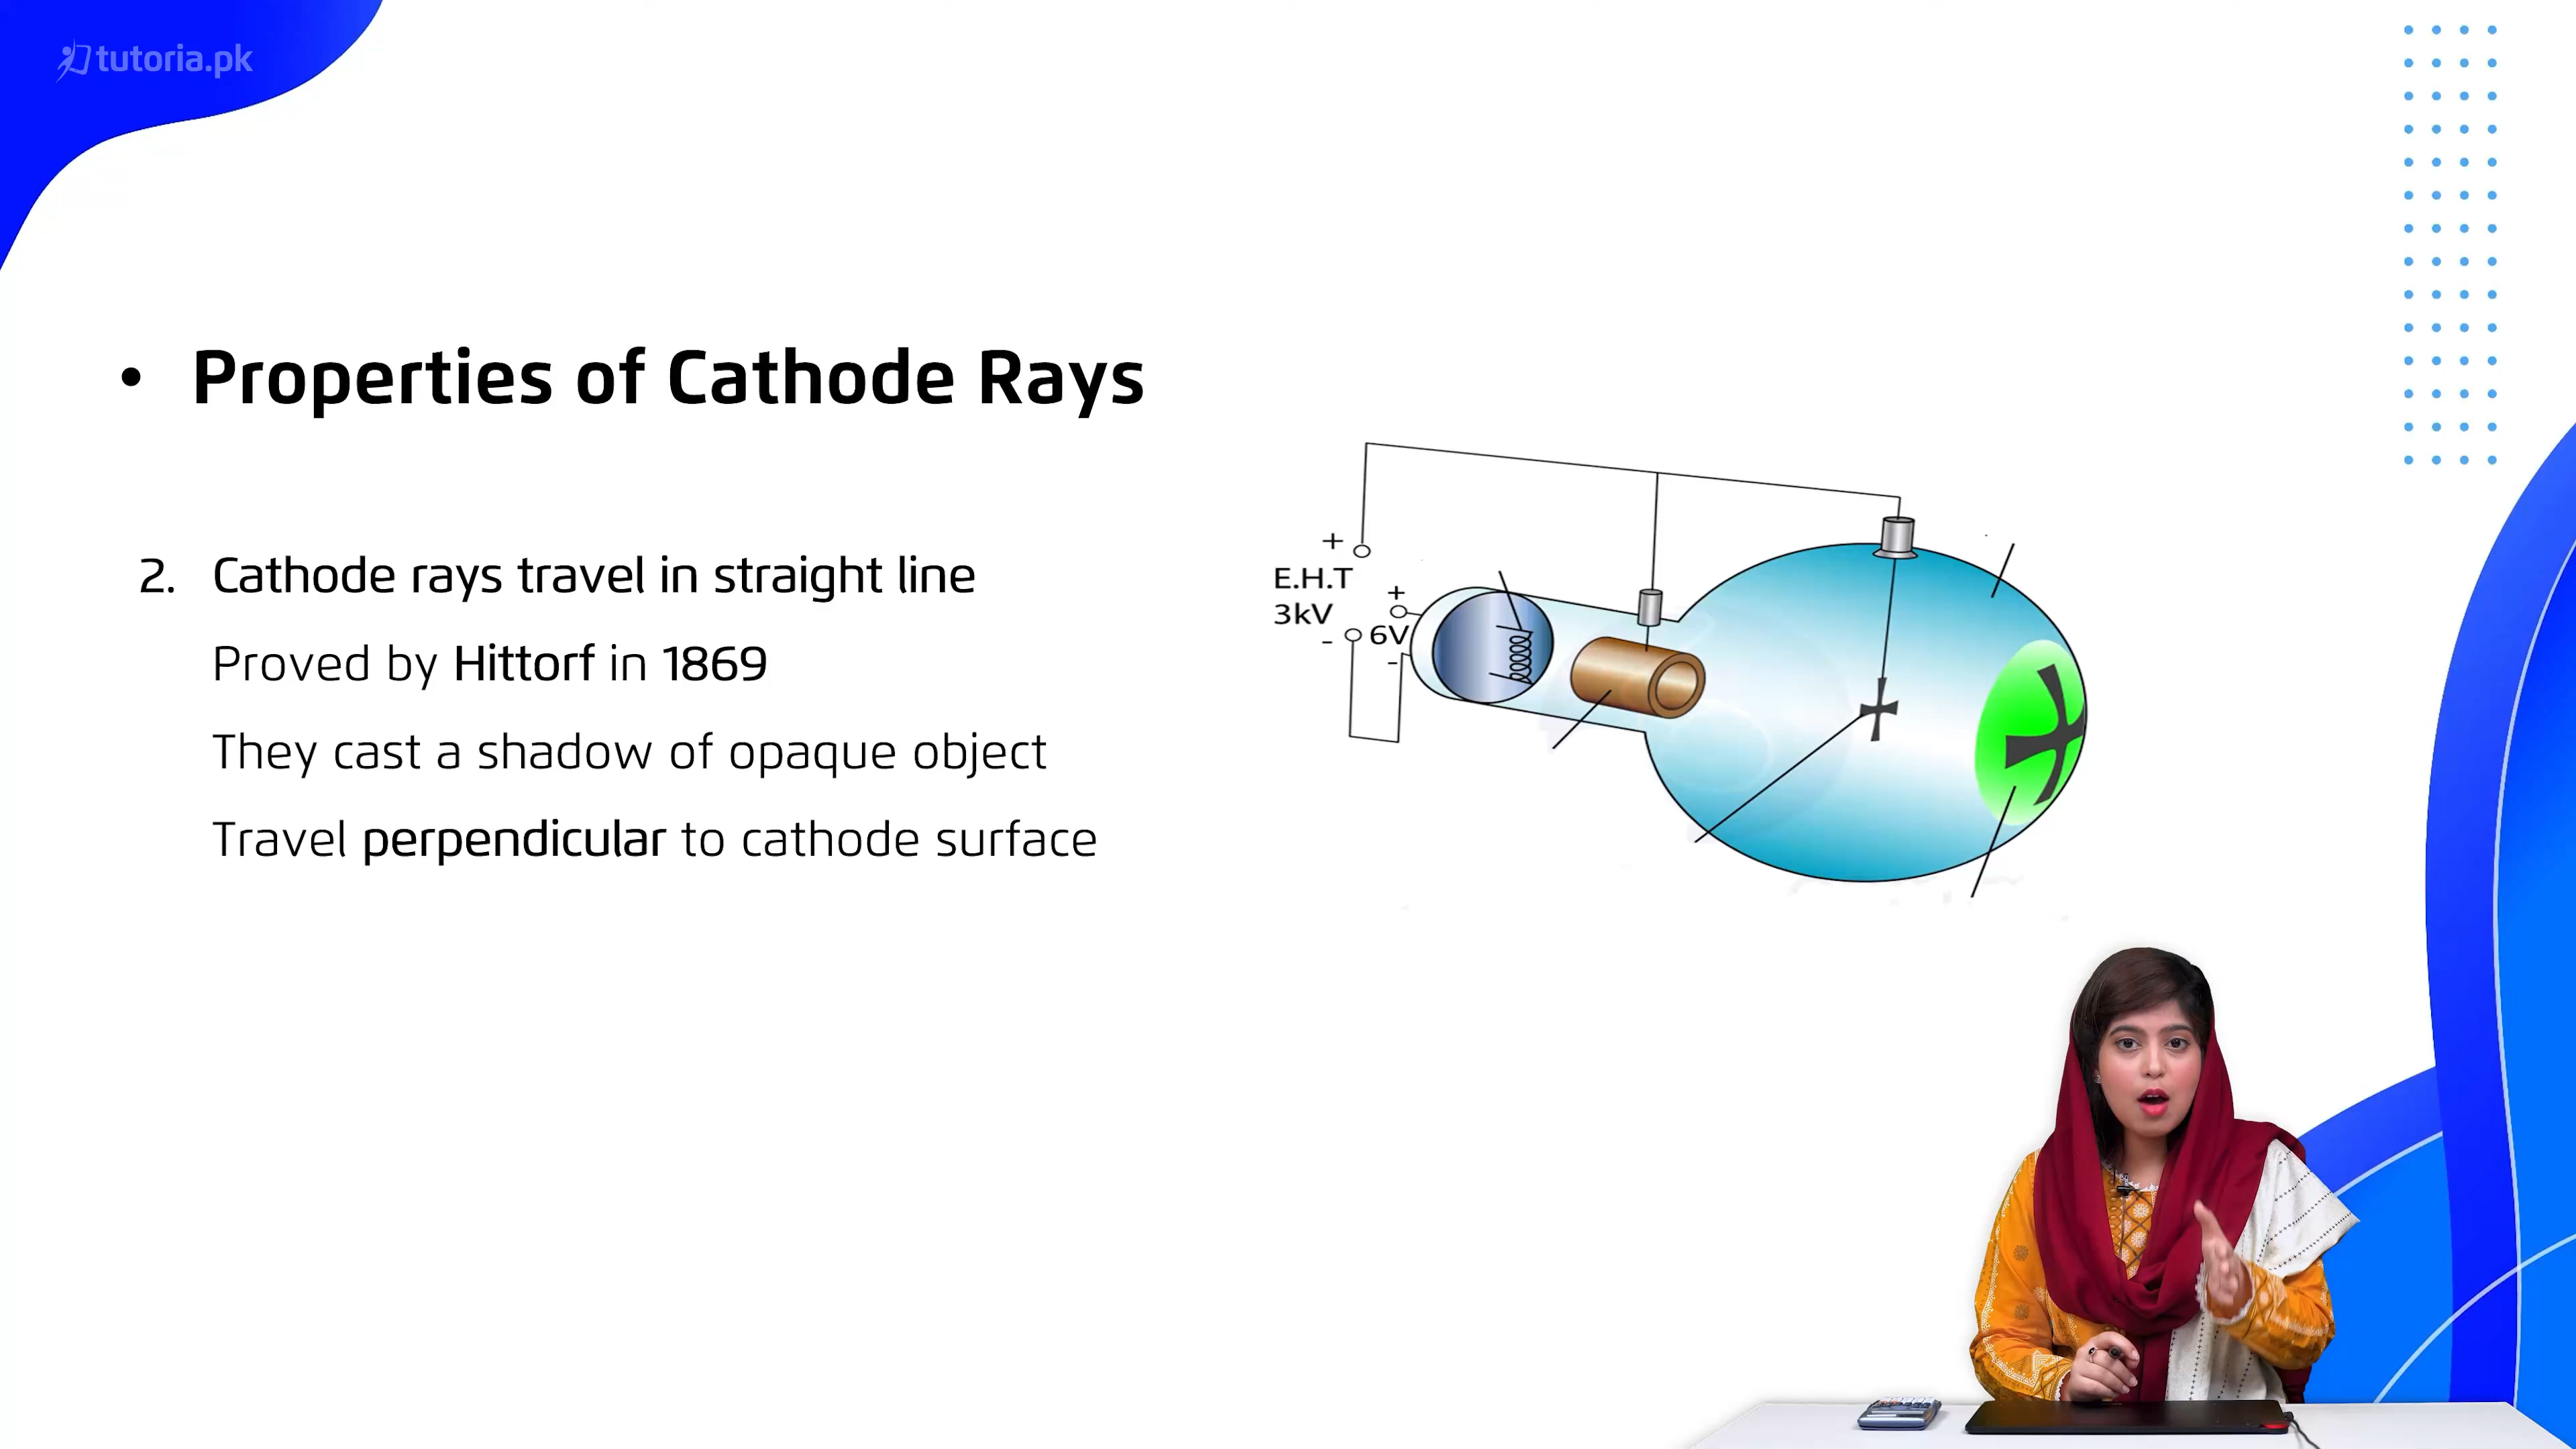 tutoria.pk
• Properties of Cathode Rays
2. Cathode rays travel in straight line
Proved by Hittorf in 1869
They cast a shadow of opaque object
Travel perpendicular to cathode surface
+
E.H.T
3kV
-
+
6V
-